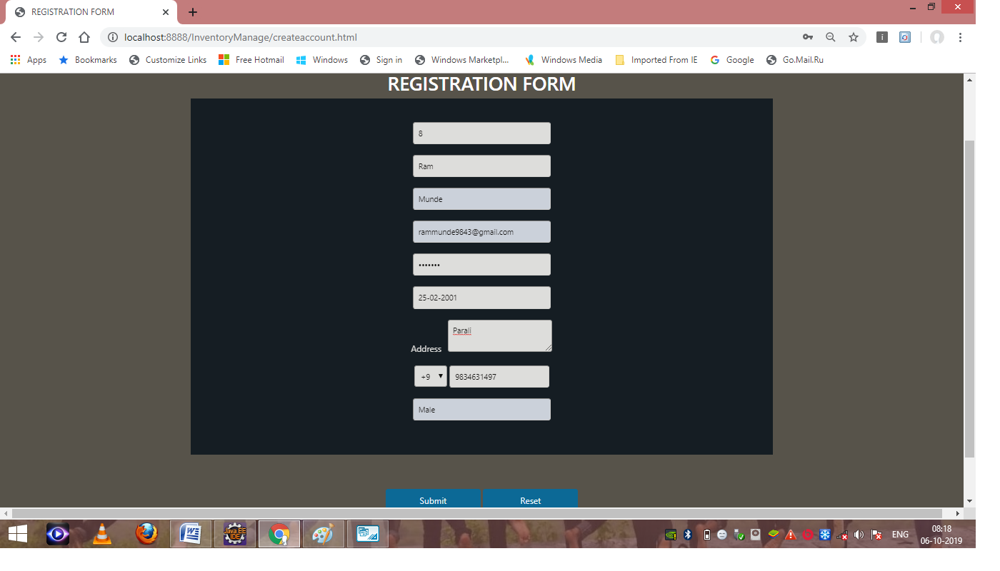 REGISTRATION FORM
localhost:8888/InventoryManage/createaccount.html
Apps Bookmarks Customize Links Free Hotmail Windows Sign in Windows Marketpl... Windows Media Imported From IE Google Go.Mail.Ru
REGISTRATION FORM
8
Ram
Munde
rammunde9843@gmail.com
•••••••
25-02-2001
Address Parali
+9 9834631497
Male
Submit Reset
Java EE
IDE
ENG
08:18
06-10-2019